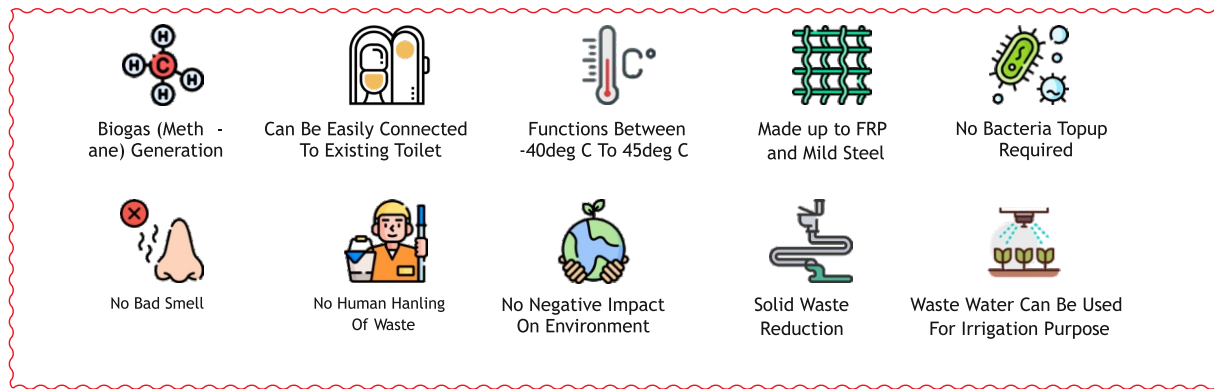 H
H C H
H
C°
Biogas (Meth -
ane) Generation
Can Be Easily Connected
To Existing Toilet
Functions Between
-40deg C To 45deg C
Made up to FRP
and Mild Steel
No Bacteria Topup
Required
No Bad Smell
No Human Hanling
Of Waste
No Negative Impact
On Environment
Solid Waste
Reduction
Waste Water Can Be Used
For Irrigation Purpose